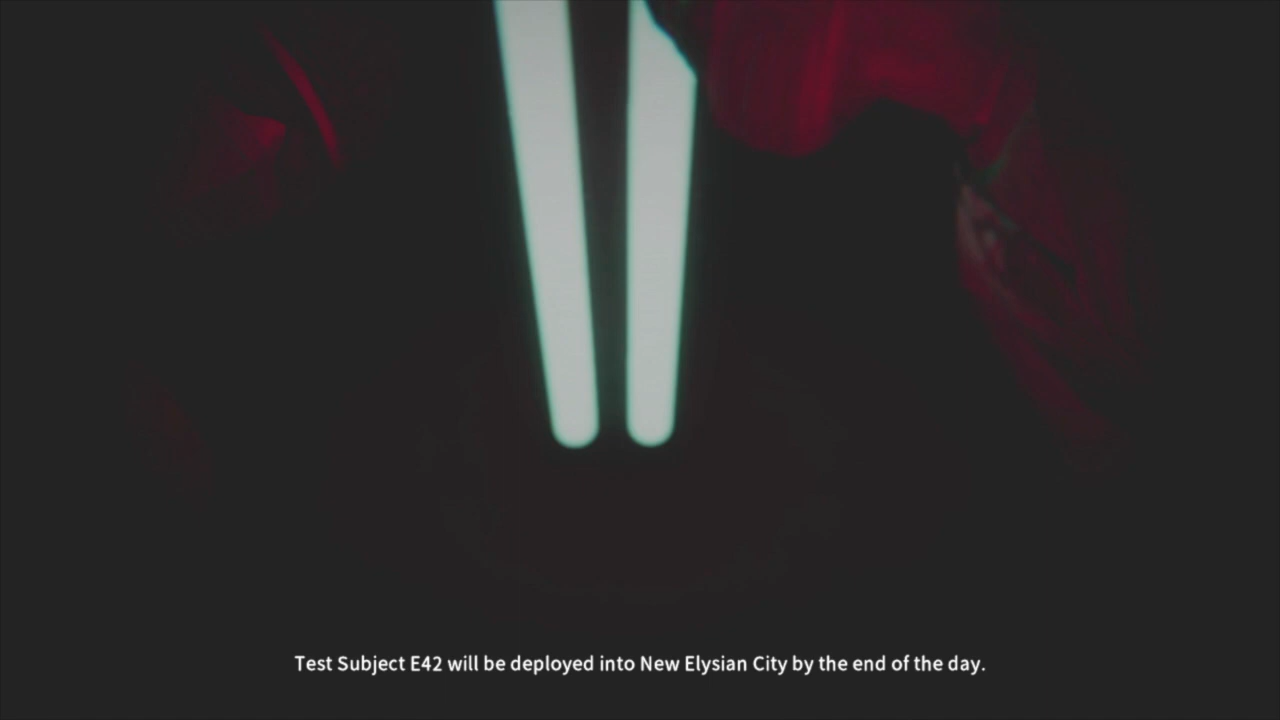 Test Subject E42 will be deployed into New Elysian City by the end of the day.